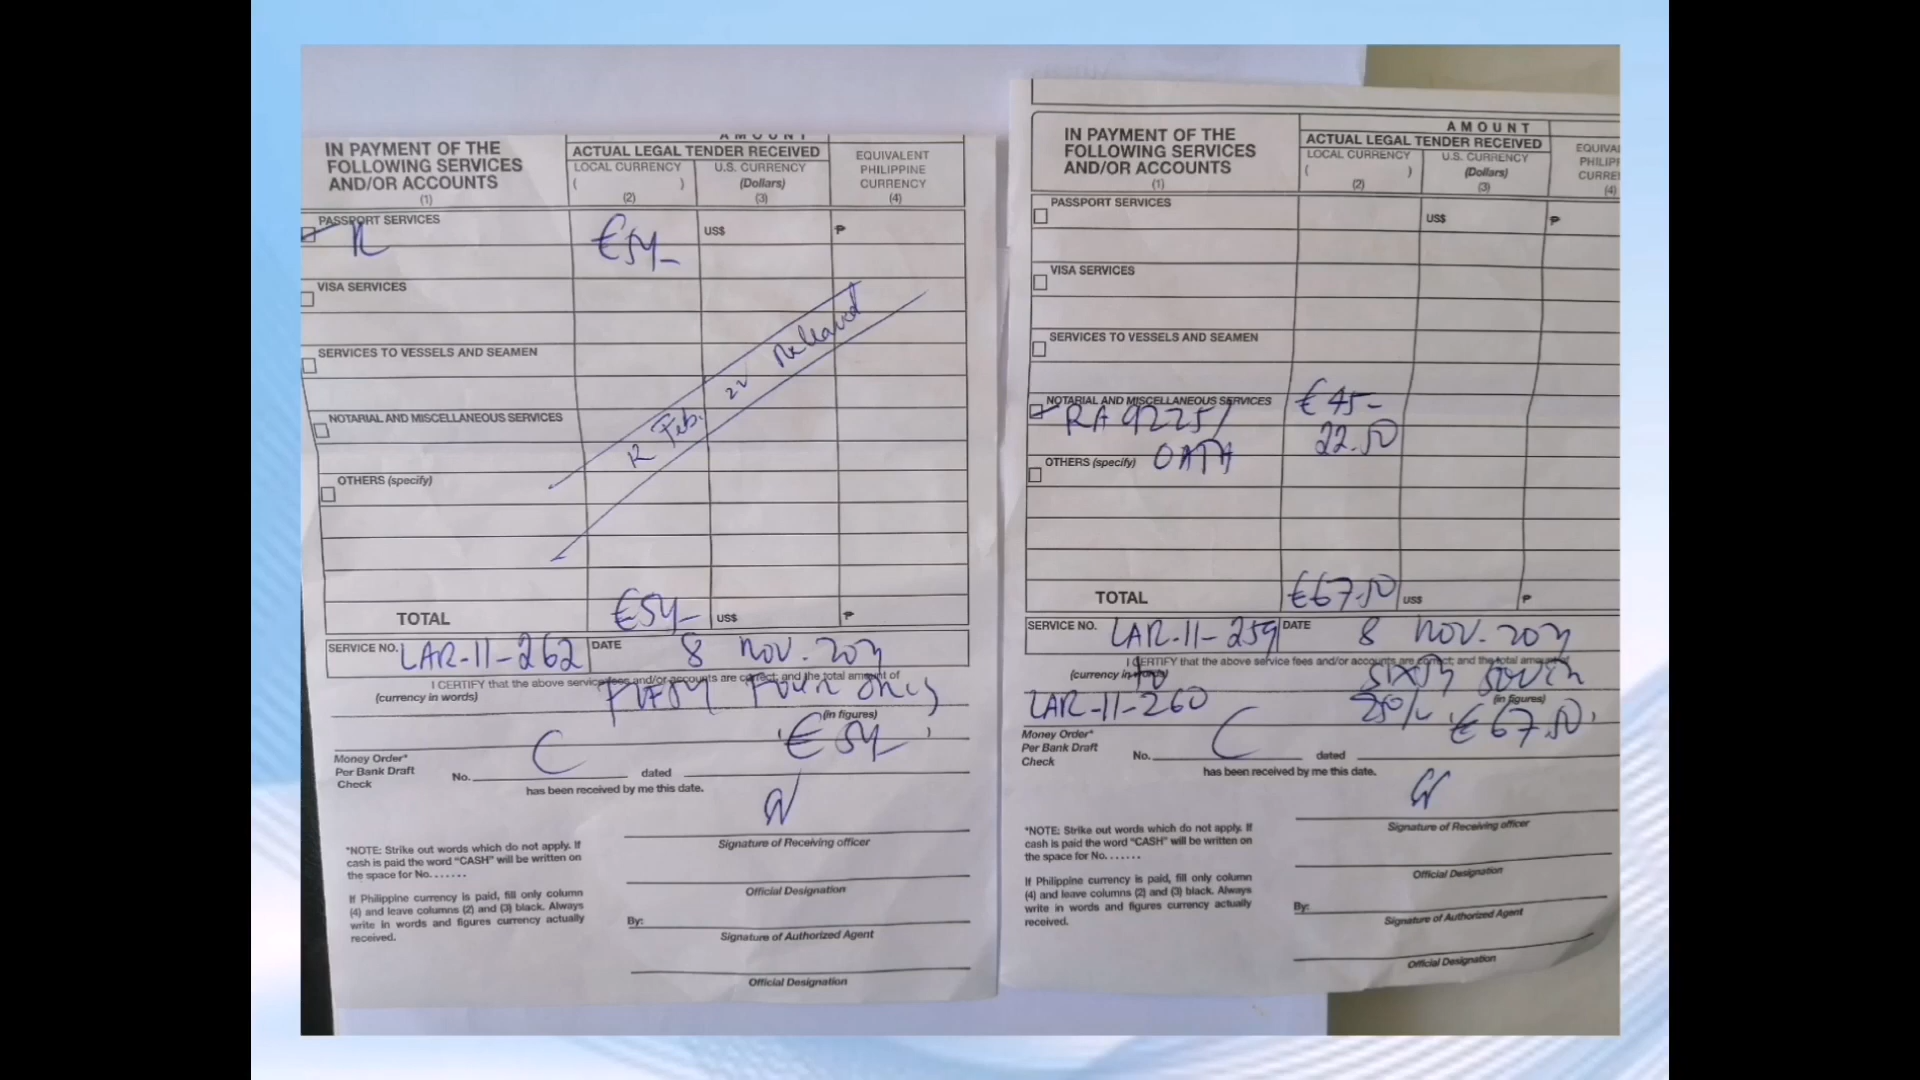 AMOUNT
IN PAYMENT OF THE
FOLLOWING SERVICES
AND/OR ACCOUNTS
(1)
ACTUAL LEGAL TENDER RECEIVED
LOCAL CURRENCY
( )
(2)
U.S. CURRENCY
(Dollars)
(3)
EQUIVALENT
PHILIPPINE
CURRENCY
(4)
PASSPORT SERVICES
R
€54-
US$
₱
VISA SERVICES
SERVICES TO VESSELS AND SEAMEN
NOTARIAL AND MISCELLANEOUS SERVICES
Feb. 22 Released
OTHERS (specify)
TOTAL
€54-
US$
₱
SERVICE NO. LAR-11-262
DATE 8 NOV.
I CERTIFY that the above service fees and/or accounts are correct; and the total amount of
(currency in words) FIFTY FOUR ONLY
(in figures)
€54-
Money Order*
Per Bank Draft
Check
No. C dated
has been received by me this date.
Signature of Receiving officer
*NOTE: Strike out words which do not apply. If
cash is paid the word "CASH" will be written on
the space for No.......
Official Designation
If Philippine currency is paid, fill only column
(4) and leave columns (2) and (3) black. Always
write in words and figures currency actually
received.
By:
Signature of Authorized Agent
Official Designation
AMOUNT
IN PAYMENT OF THE
FOLLOWING SERVICES
AND/OR ACCOUNTS
(1)
ACTUAL LEGAL TENDER RECEIVED
LOCAL CURRENCY
( )
(2)
U.S. CURRENCY
(Dollars)
(3)
EQUIVA
PHILIPP
CURRE
(4)
PASSPORT SERVICES
US$
₱
VISA SERVICES
SERVICES TO VESSELS AND SEAMEN
NOTARIAL AND MISCELLANEOUS SERVICES
RA 9225/
€45-
OATH
22.50
OTHERS (specify)
TOTAL
€67.50
US$
₱
SERVICE NO. LAR-11-259
DATE 8 NOV.
I CERTIFY that the above service fees and/or accounts are correct; and the total amount of
(currency in words)
to
SIXTY SEVEN
LAR-11-260
(in figures)
€67.50
Money Order*
Per Bank Draft
Check
No. C dated
has been received by me this date.
Signature of Receiving officer
*NOTE: Strike out words which do not apply. If
cash is paid the word "CASH" will be written on
the space for No.......
Official Designation
If Philippine currency is paid, fill only column
(4) and leave columns (2) and (3) black. Always
write in words and figures currency actually
received.
By:
Signature of Authorized Agent
Official Designation